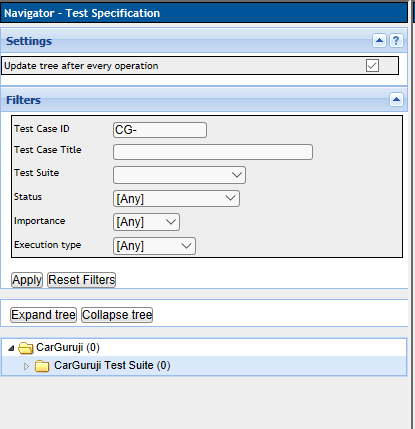 Navigator - Test Specification
Settings
?
Update tree after every operation
Filters
Test Case ID CG-
Test Case Title
Test Suite
Status [Any]
Importance [Any]
Execution type [Any]
Apply Reset Filters
Expand tree Collapse tree
CarGuruji (0)
CarGuruji Test Suite (0)